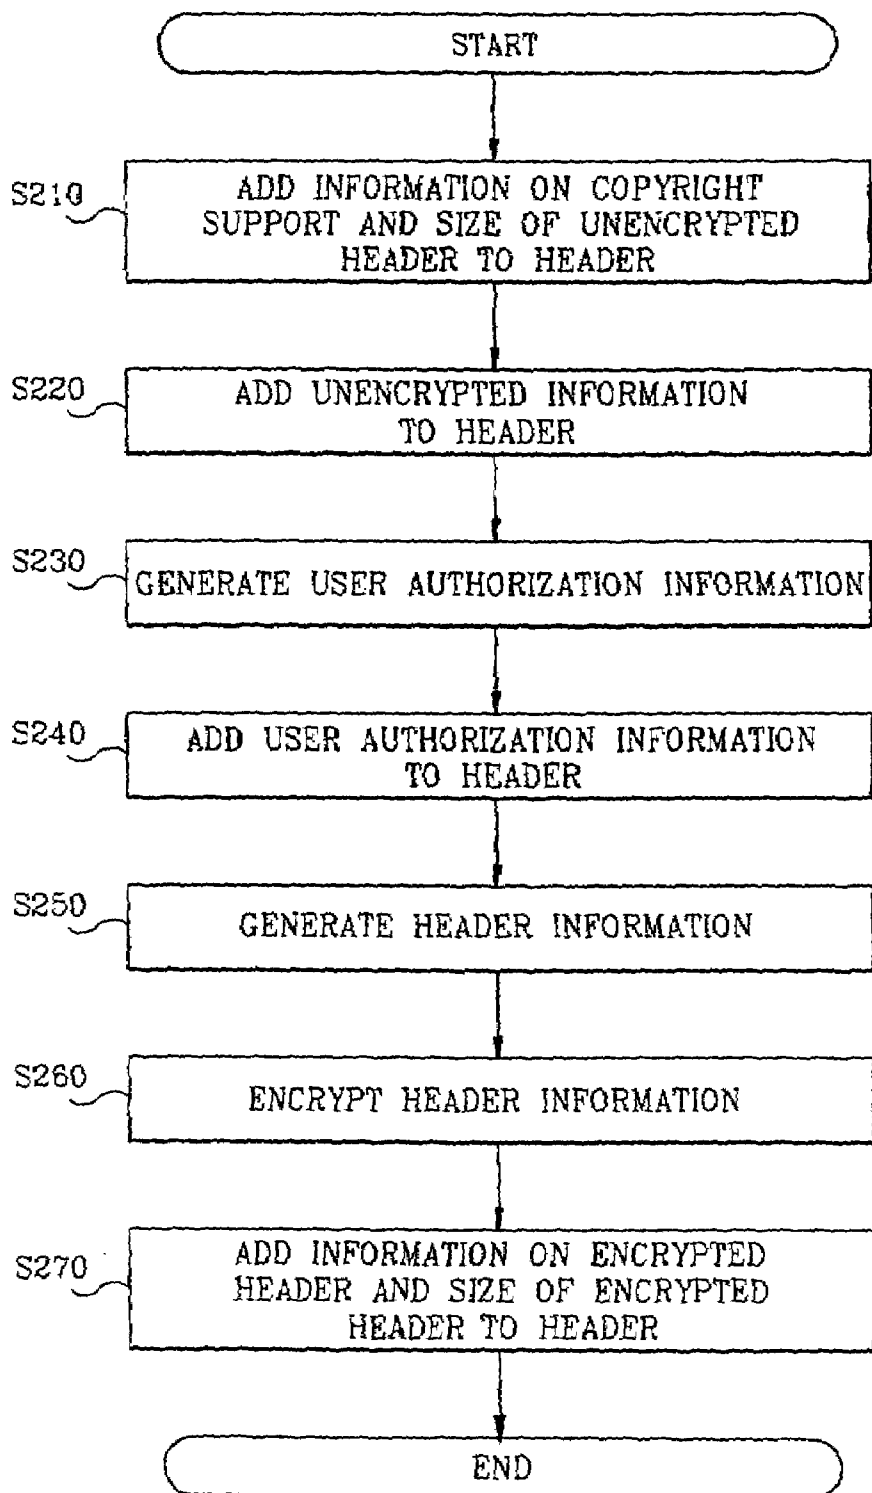 START
S210
ADD INFORMATION ON COPYRIGHT
SUPPORT AND SIZE OF UNENCRYPTED
HEADER TO HEADER
S220
ADD UNENCRYPTED INFORMATION
TO HEADER
S230
GENERATE USER AUTHORIZATION INFORMATION
S240
ADD USER AUTHORIZATION INFORMATION
TO HEADER
S250
GENERATE HEADER INFORMATION
S260
ENCRYPT HEADER INFORMATION
S270
ADD INFORMATION ON ENCRYPTED
HEADER AND SIZE OF ENCRYPTED
HEADER TO HEADER
END